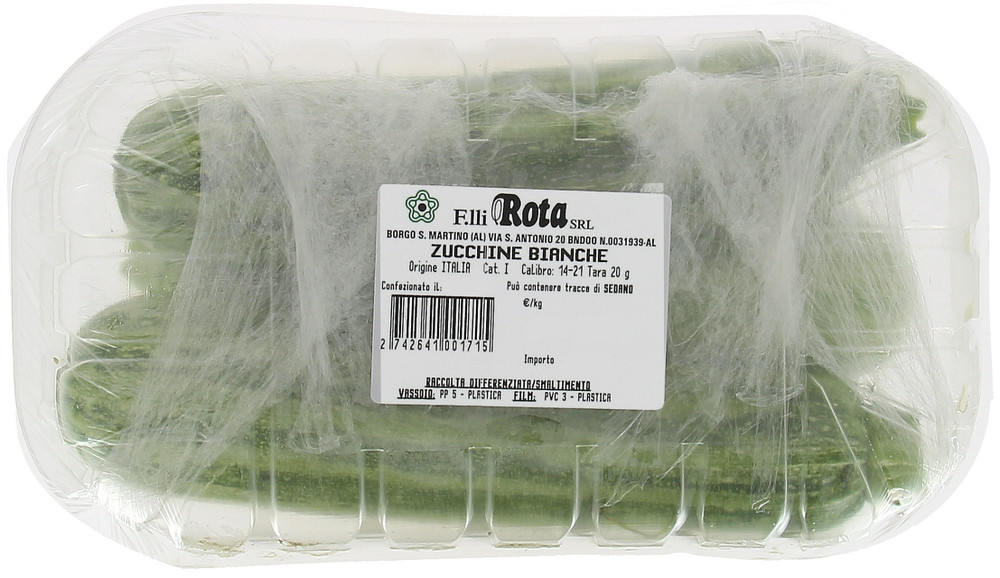 F.lli Rota SRL
BORGO S. MARTINO (AL) VIA S. ANTONIO 20 BNDOO N.0031939-AL
ZUCCHINE BIANCHE
Origine ITALIA Cat. I Calibro: 14-21 Tara 20 g
Confezionato il: Può contenere tracce di SEDANO
€/kg
2 742641 001715
Importo
RACCOLTA DIFFERENZIATA/SMALTIMENTO
VASSOIO: PP 5 - PLASTICA FILM: PVC 3 - PLASTICA